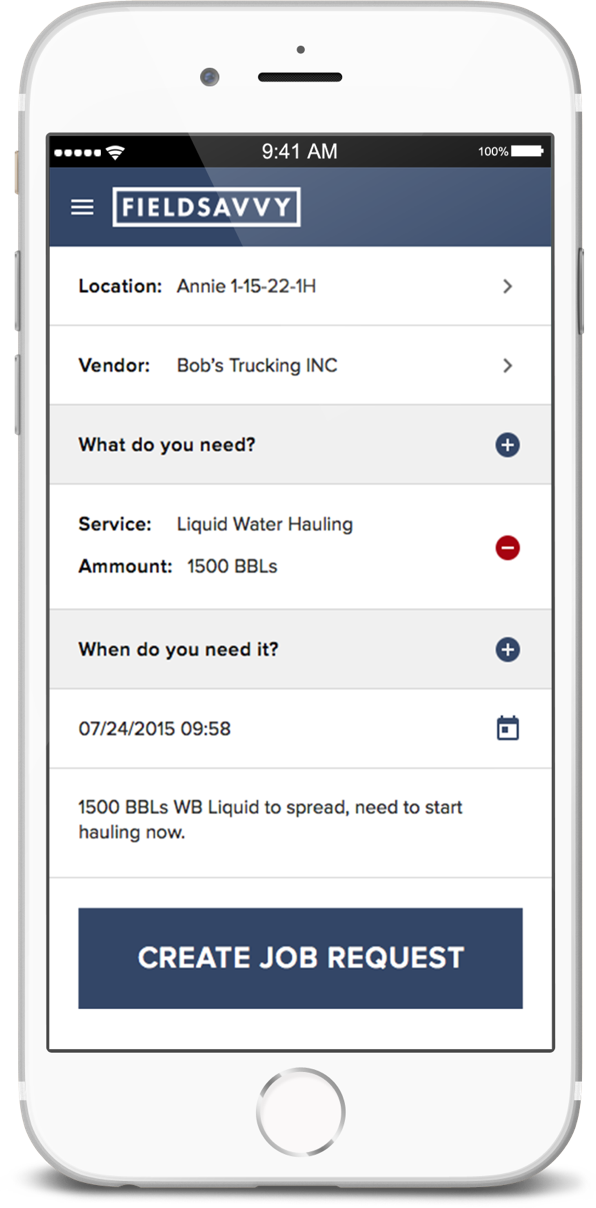 9:41 AM 100%
FIELDSAVVY
Location: Annie 1-15-22-1H
Vendor: Bob's Trucking INC
What do you need?
Service: Liquid Water Hauling
Ammount: 1500 BBLs
When do you need it?
07/24/2015 09:58
1500 BBLs WB Liquid to spread, need to start
hauling now.
CREATE JOB REQUEST